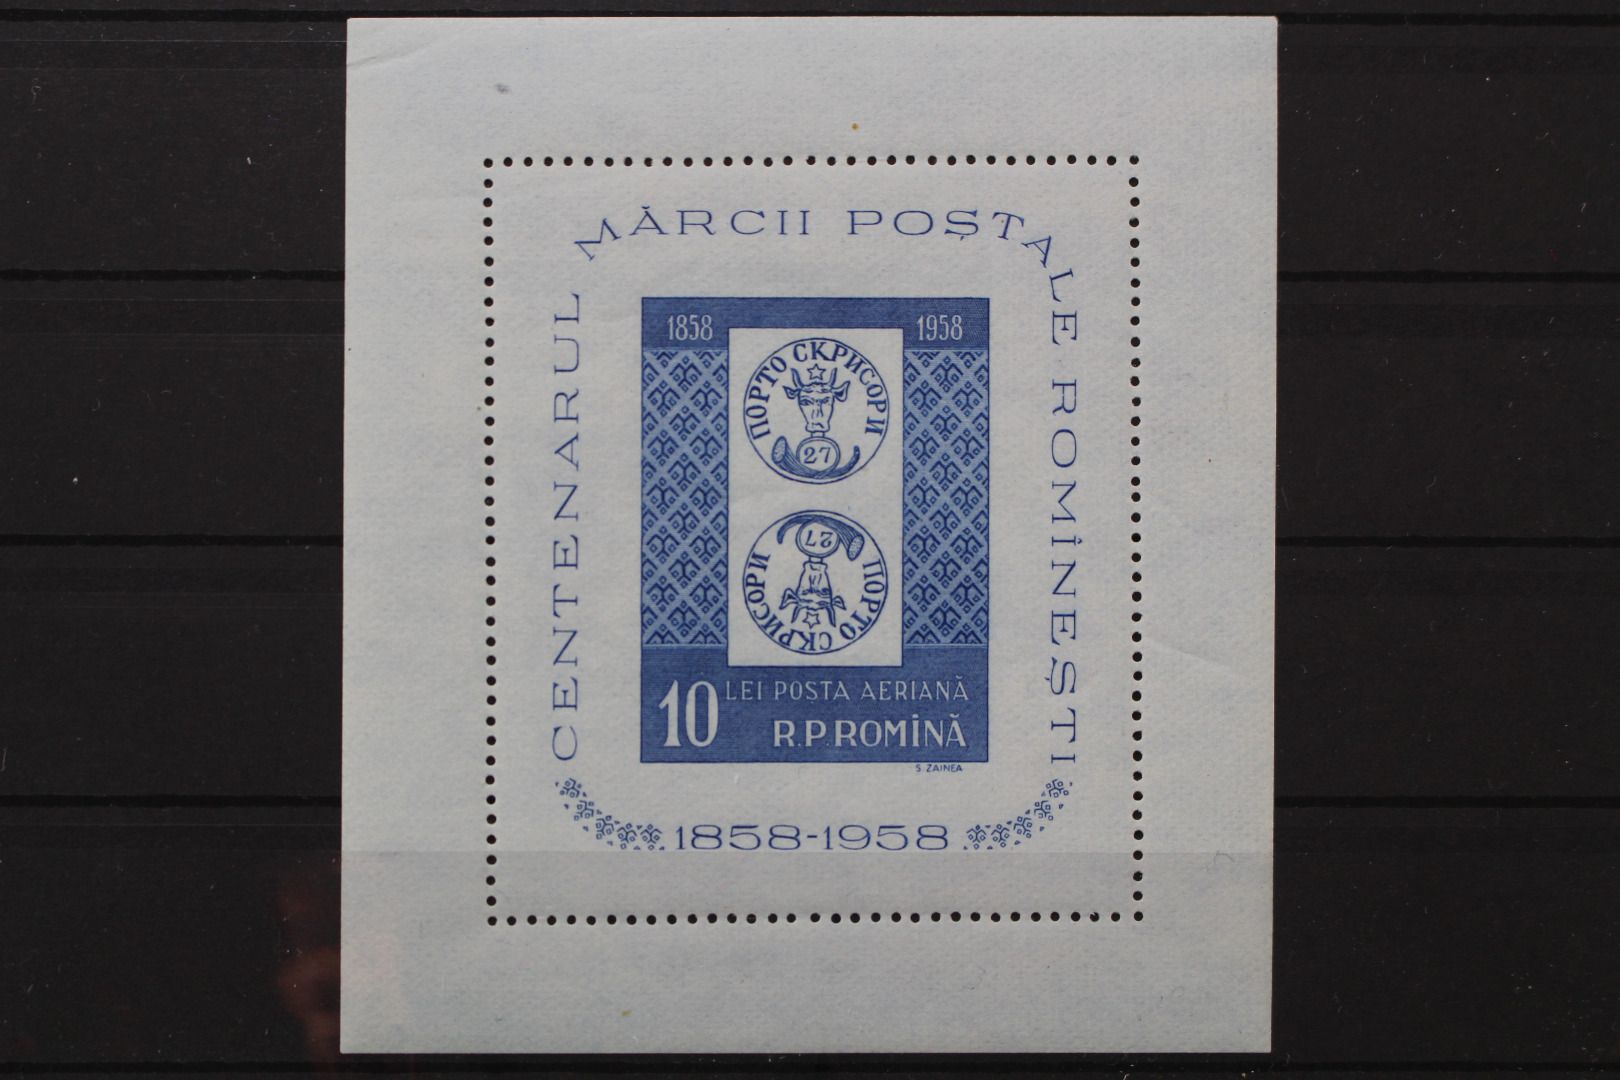 CENTENARUL MĂRCII POȘTALE ROMÎNEȘTI
1858 1958
ПОРТО СКРИСОРИ
27
27
ПОРТО СКРИСОРИ
10 LEI POȘTA AERIANĂ
R.P.ROMÎNĂ
S. ZAINEA
1858-1958